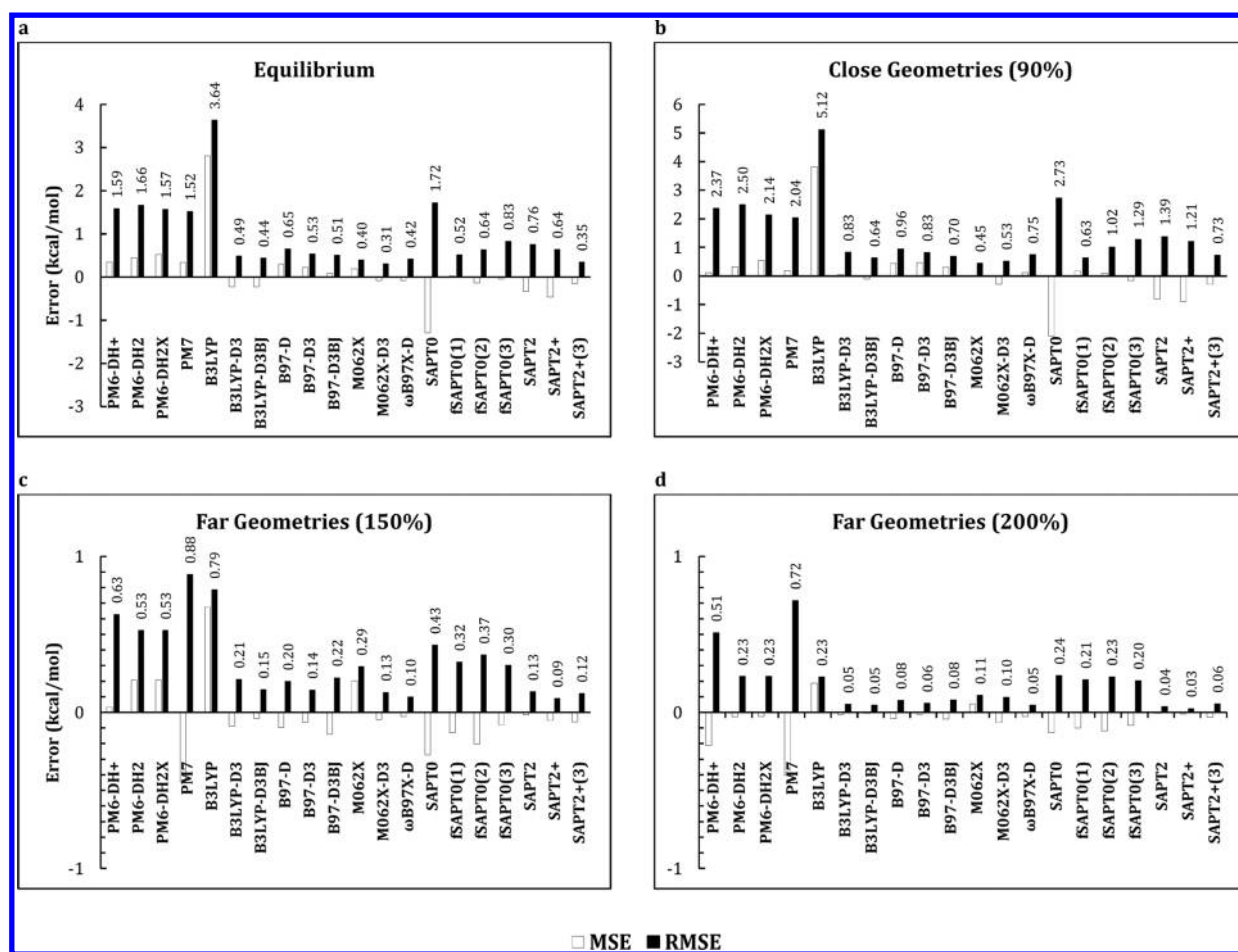 a
Equilibrium
Error (kcal/mol)
4
3
2
1
0
-1
-2
-3
1.59
1.66
1.57
1.52
3.64
0.49
0.44
0.65
0.53
0.51
0.40
0.31
0.42
1.72
0.52
0.64
0.83
0.76
0.64
0.35
PM6-DH+
PM6-DH2
PM6-DH2X
PM7
B3LYP
B3LYP-D3
B3LYP-D3BJ
B97-D
B97-D3
B97-D3BJ
M062X
M062X-D3
ωB97X-D
SAPT0
fSAPT0(1)
fSAPT0(2)
fSAPT0(3)
SAPT2
SAPT2+
SAPT2+(3)
b
Close Geometries (90%)
6
5
4
3
2
1
0
-1
-2
-3
2.37
2.50
2.14
2.04
5.12
0.83
0.64
0.96
0.83
0.70
0.45
0.53
0.75
2.73
0.63
1.02
1.29
1.39
1.21
0.73
PM6-DH+
PM6-DH2
PM6-DH2X
PM7
B3LYP
B3LYP-D3
B3LYP-D3BJ
B97-D
B97-D3
B97-D3BJ
M062X
M062X-D3
ωB97X-D
SAPT0
fSAPT0(1)
fSAPT0(2)
fSAPT0(3)
SAPT2
SAPT2+
SAPT2+(3)
c
Far Geometries (150%)
Error (kcal/mol)
1
0
-1
0.63
0.53
0.53
0.88
0.79
0.21
0.15
0.20
0.14
0.22
0.29
0.13
0.10
0.43
0.32
0.37
0.30
0.13
0.09
0.12
PM6-DH+
PM6-DH2
PM6-DH2X
PM7
B3LYP
B3LYP-D3
B3LYP-D3BJ
B97-D
B97-D3
B97-D3BJ
M062X
M062X-D3
ωB97X-D
SAPT0
fSAPT0(1)
fSAPT0(2)
fSAPT0(3)
SAPT2
SAPT2+
SAPT2+(3)
d
Far Geometries (200%)
1
0
-1
0.51
0.23
0.23
0.72
0.23
0.05
0.05
0.08
0.06
0.08
0.11
0.10
0.05
0.24
0.21
0.23
0.20
0.04
0.03
0.06
PM6-DH+
PM6-DH2
PM6-DH2X
PM7
B3LYP
B3LYP-D3
B3LYP-D3BJ
B97-D
B97-D3
B97-D3BJ
M062X
M062X-D3
ωB97X-D
SAPT0
fSAPT0(1)
fSAPT0(2)
fSAPT0(3)
SAPT2
SAPT2+
SAPT2+(3)
MSE RMSE